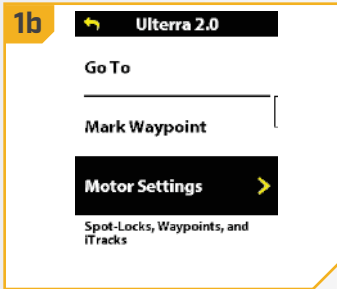 1b
Ulterra 2.0
Go To
Mark Waypoint
Motor Settings
Spot-Locks, Waypoints, and
iTracks